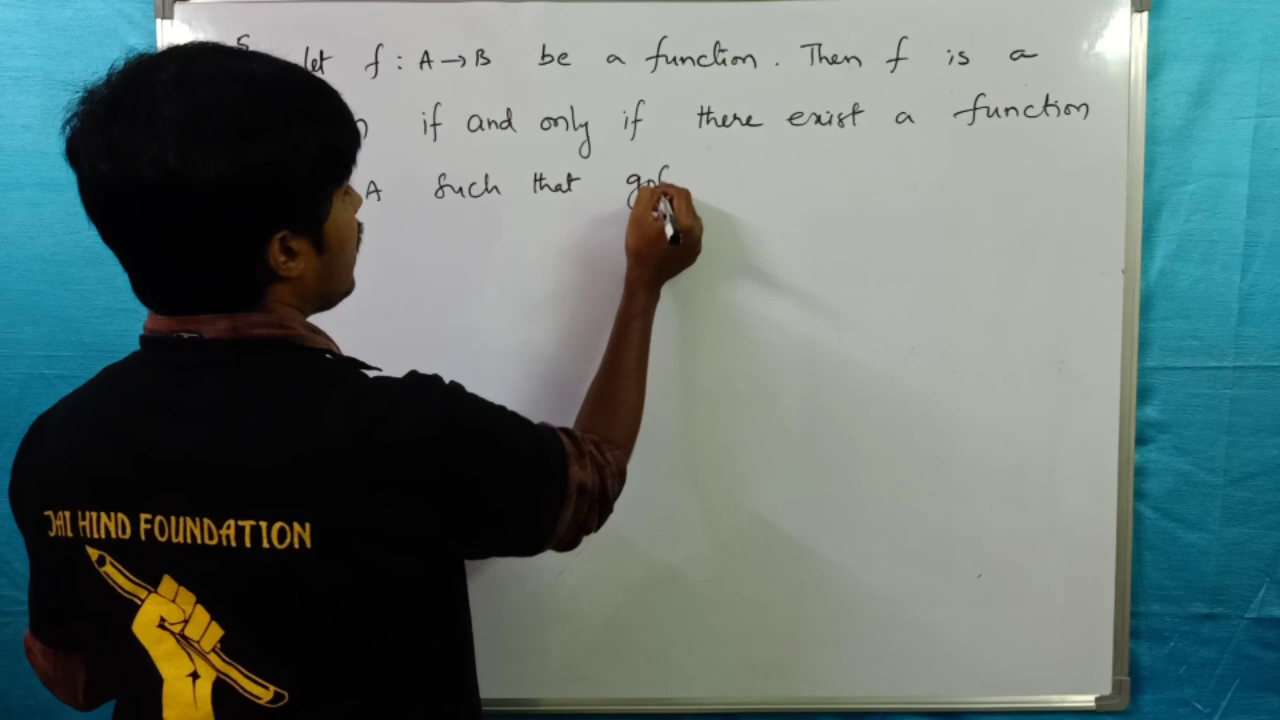 let f : A → B be a function . Then f is a
if and only if there exist a function
A such that gof
JAI HIND FOUNDATION